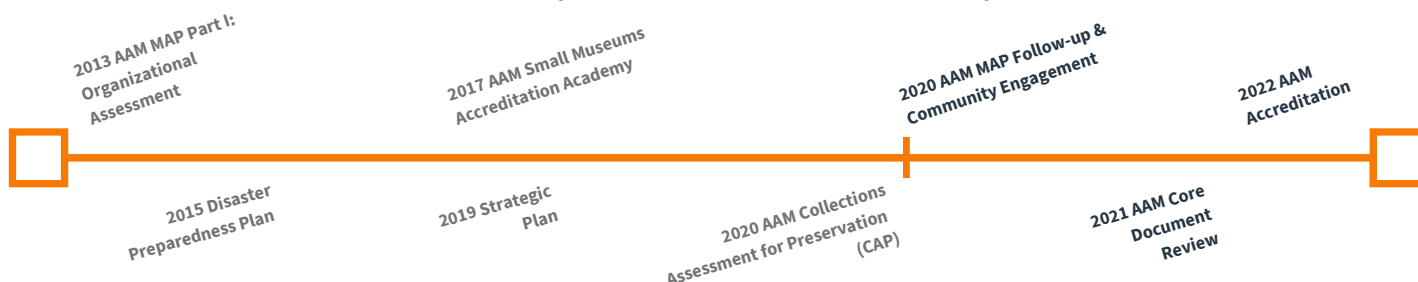 2013 AAM MAP Part I:
Organizational
Assessment
2017 AAM Small Museums
Accreditation Academy
2020 AAM MAP Follow-up &
Community Engagement
2022 AAM
Accreditation
2015 Disaster
Preparedness Plan
2019 Strategic
Plan
2020 AAM Collections
Assessment for Preservation
(CAP)
2021 AAM Core
Document
Review